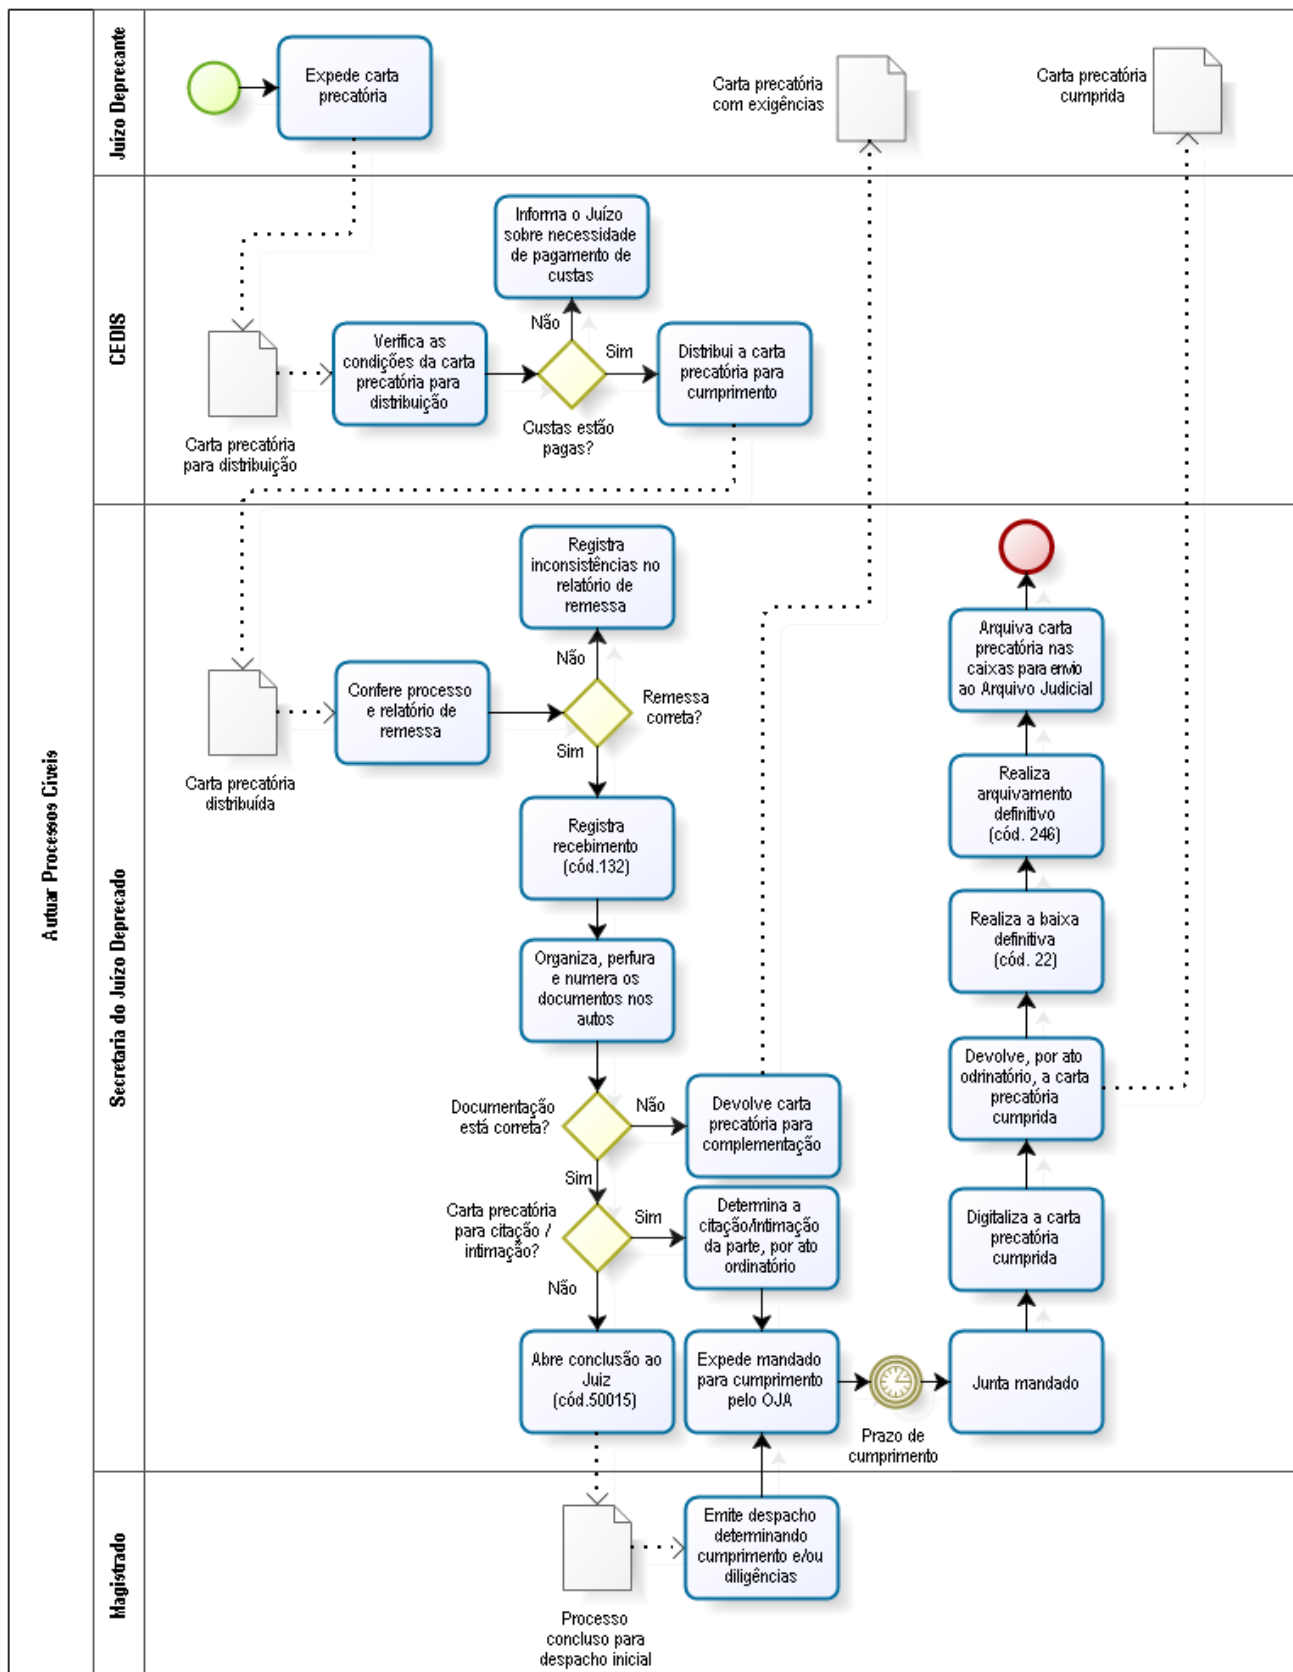 Autuar Processos Cíveis
Juízo Deprecante
Expede carta
precatória
Carta precatória
com exigências
Carta precatória
cumprida
CEDIS
Informa o Juízo
sobre necessidade
de pagamento de
custas
Não
Verifica as
condições da carta
precatória para
distribuição
Sim
Distribui a carta
precatória para
cumprimento
Custas estão
pagas?
Carta precatória
para distribuição
Secretaria do Juízo Deprecado
Registra
inconsistências no
relatório de
remessa
Não
Confere processo
e relatório de
remessa
Remessa
correta?
Sim
Carta precatória
distribuída
Registra
recebimento
(cód.132)
Organiza, perfura
e numera os
documentos nos
autos
Documentação
está correta?
Não
Devolve carta
precatória para
complementação
Sim
Carta precatória
para citação /
intimação?
Sim
Determina a
citação/intimação
da parte, por ato
ordinatório
Não
Abre conclusão ao
Juiz
(cód.50015)
Expede mandado
para cumprimento
pelo OJA
Prazo de
cumprimento
Junta mandado
Digitaliza a carta
precatória
cumprida
Devolve, por ato
odrinatório, a carta
precatória
cumprida
Realiza a baixa
definitiva
(cód. 22)
Realiza
arquivamento
definitivo
(cód. 246)
Arquiva carta
precatória nas
caixas para envio
ao Arquivo Judicial
Magistrado
Emite despacho
determinando
cumprimento e/ou
diligências
Processo
concluso para
despacho inicial